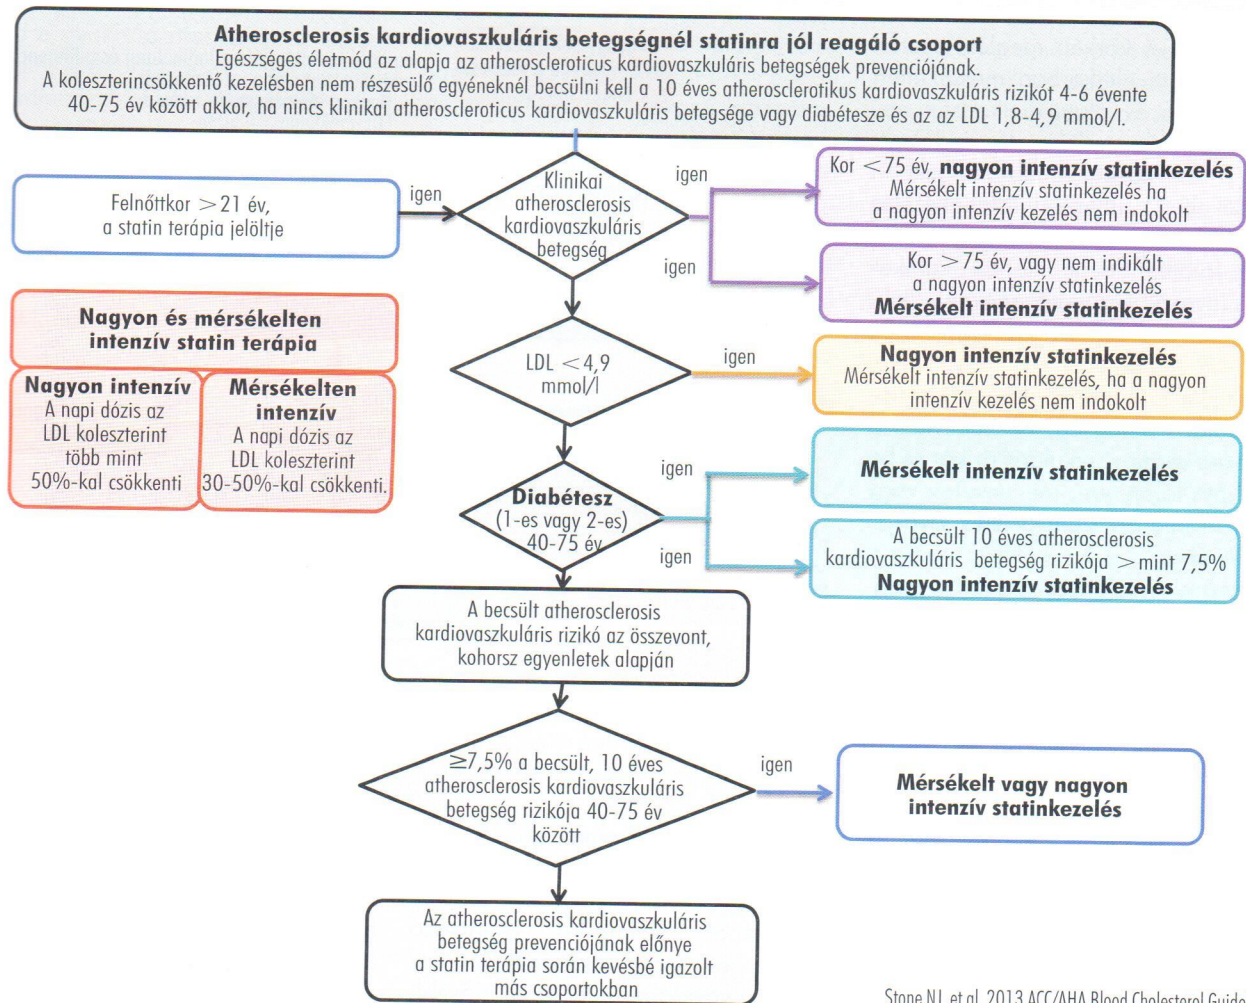 Atherosclerosis kardiovaszkuláris betegségnél statinra jól reagáló csoport
Egészséges életmód az alapja az atheroscleroticus kardiovaszkuláris betegségek prevenciójának.
A koleszterincsökkentő kezelésben nem részesülő egyéneknél becsülni kell a 10 éves atherosclerotikus kardiovaszkuláris rizikót 4-6 évente
40-75 év között akkor, ha nincs klinikai atheroscleroticus kardiovaszkuláris betegsége vagy diabétesze és az az LDL 1,8-4,9 mmol/l.
Felnőttkor >21 év,
a statin terápia jelöltje
igen
Klinikai
atherosclerosis
kardiovaszkuláris
betegség
igen
Kor <75 év, nagyon intenzív statinkezelés
Mérsékelt intenzív statinkezelés ha
a nagyon intenzív kezelés nem indokolt
igen
Kor >75 év, vagy nem indikált
a nagyon intenzív statinkezelés
Mérsékelt intenzív statinkezelés
Nagyon és mérsékelten
intenzív statin terápia
Nagyon intenzív
A napi dózis az
LDL koleszterint
több mint
50%-kal csökkenti
Mérsékelten
intenzív
A napi dózis az
LDL koleszterint
30-50%-kal csökkenti.
LDL <4,9
mmol/l
igen
Nagyon intenzív statinkezelés
Mérsékelt intenzív statinkezelés, ha a nagyon
intenzív kezelés nem indokolt
Diabétesz
(1-es vagy 2-es)
40-75 év
igen
Mérsékelt intenzív statinkezelés
igen
A becsült 10 éves atherosclerosis
kardiovaszkuláris betegség rizikója >mint 7,5%
Nagyon intenzív statinkezelés
A becsült atherosclerosis
kardiovaszkuláris rizikó az összevont,
kohorsz egyenletek alapján
≥7,5% a becsült, 10 éves
atherosclerosis kardiovaszkuláris
betegség rizikója 40-75 év
között
igen
Mérsékelt vagy nagyon
intenzív statinkezelés
Az atherosclerosis kardiovaszkuláris
betegség prevenciójának előnye
a statin terápia során kevésbé igazolt
más csoportokban
Stone NJ, et al. 2013 ACC/AHA Blood Cholesterol